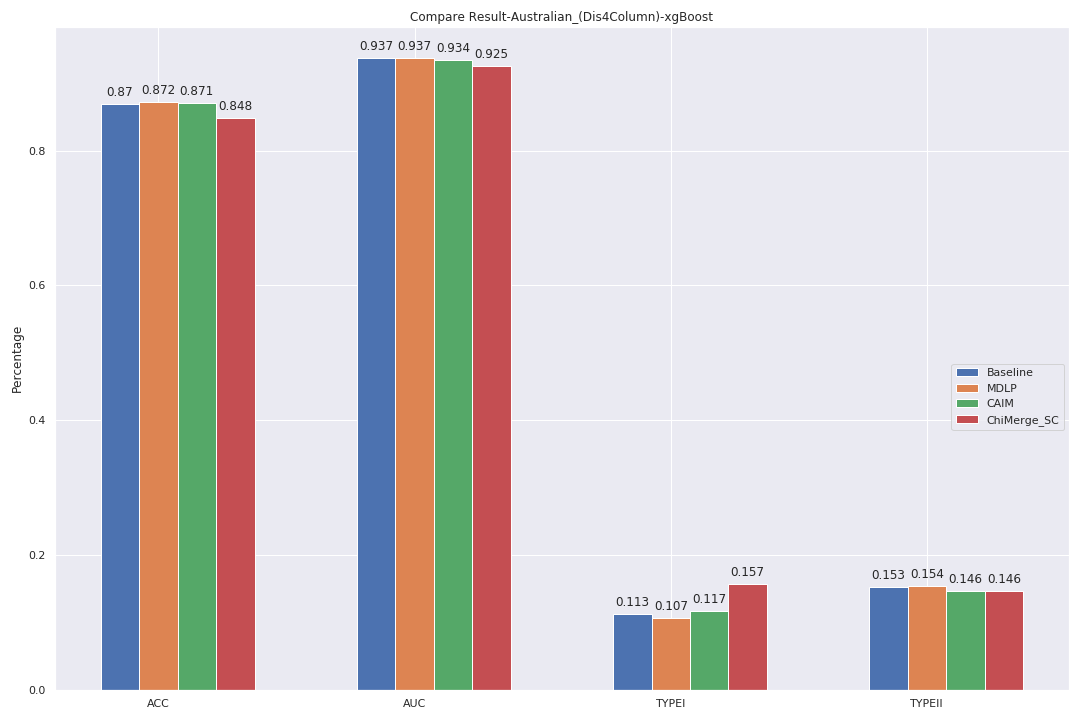 Compare Result-Australian_(Dis4Column)-xgBoost
Percentage
0.8
0.6
0.4
0.2
0.0
0.87 0.872 0.871 0.848
0.937 0.937 0.934 0.925
0.113 0.107 0.117 0.157
0.153 0.154 0.146 0.146
ACC AUC TYPEI TYPEII
Baseline
MDLP
CAIM
ChiMerge_SC